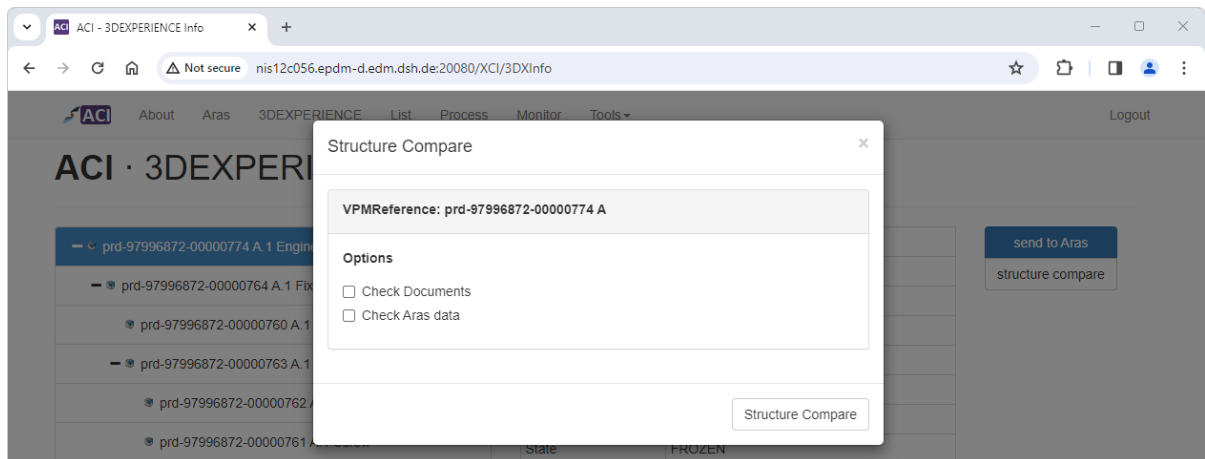 ACI ACI - 3DEXPERIENCE Info
Not secure nis12c056.epdm-d.edm.dsh.de:20080/XCI/3DXInfo
ACI About Aras 3DEXPERIENCE List Process Monitor Tools Logout
ACI · 3DEXPERI
Structure Compare
VPMReference: prd-97996872-00000774 A
Options
Check Documents
Check Aras data
Structure Compare
prd-97996872-00000774 A.1 Engin
prd-97996872-00000764 A.1 Fix
prd-97996872-00000760 A.1
prd-97996872-00000763 A.1
prd-97996872-00000762
prd-97996872-00000761
State FROZEN
send to Aras
structure compare